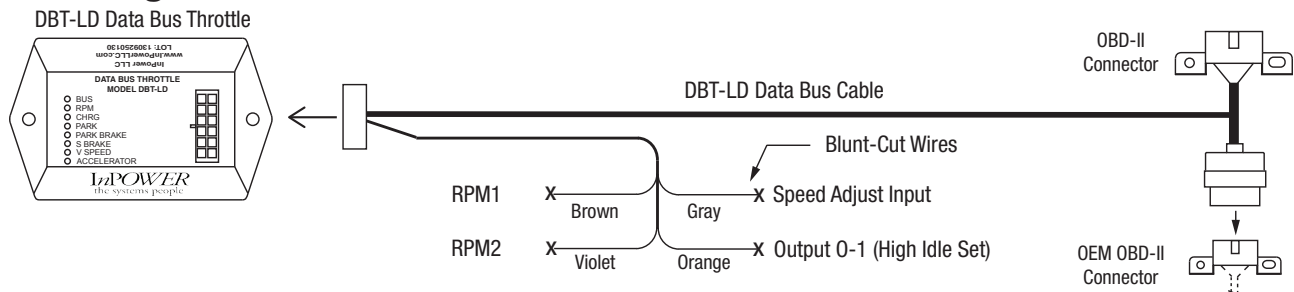 DBT-LD Data Bus Throttle
LOT: 1309250130
www.InPowerLLC.com
InPower LLC
DATA BUS THROTTLE
MODEL DBT-LD
BUS
RPM
CHRG
PARK
PARK BRAKE
S BRAKE
V SPEED
ACCELERATOR
InPOWER
the systems people
DBT-LD Data Bus Cable
OBD-II
Connector
Blunt-Cut Wires
RPM1
X
Brown
Gray
X Speed Adjust Input
RPM2
X
Violet
Orange
X Output O-1 (High Idle Set)
OEM OBD-II
Connector